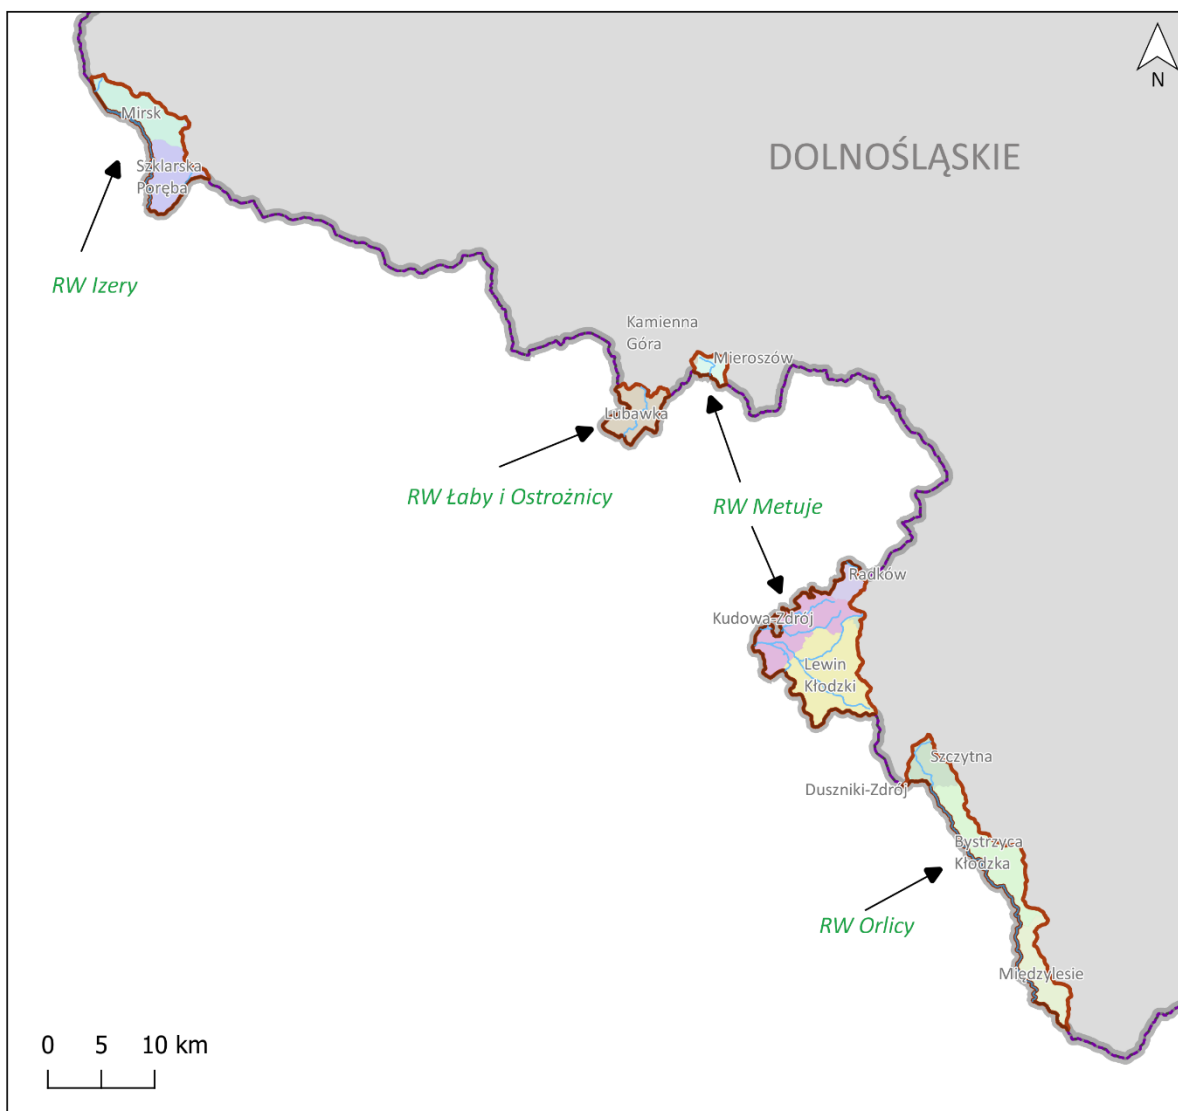 N
Mirsk
DOLNOŚLĄSKIE
Szklarska
Poręba
RW Izery
Kamienna
Góra
Mieroszów
Lubawka
RW Łaby i Ostrożnicy
RW Metuje
Radków
Kudowa-Zdrój
Lewin
Kłodzki
Szczytna
Duszniki-Zdrój
Bystrzyca
Kłodzka
RW Orlicy
Międzylesie
0 5 10 km